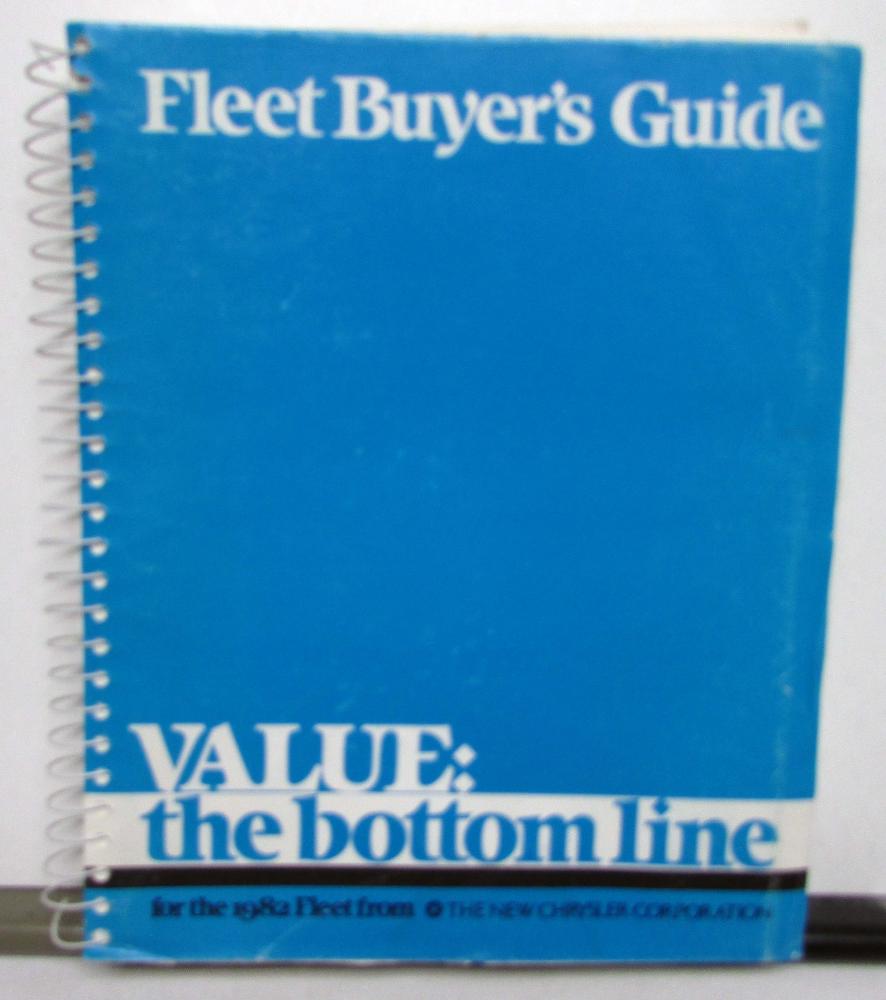 Fleet Buyer's Guide
VALUE:
the bottom line
for the 1982 Fleet from THE NEW CHRYSLER CORPORATION